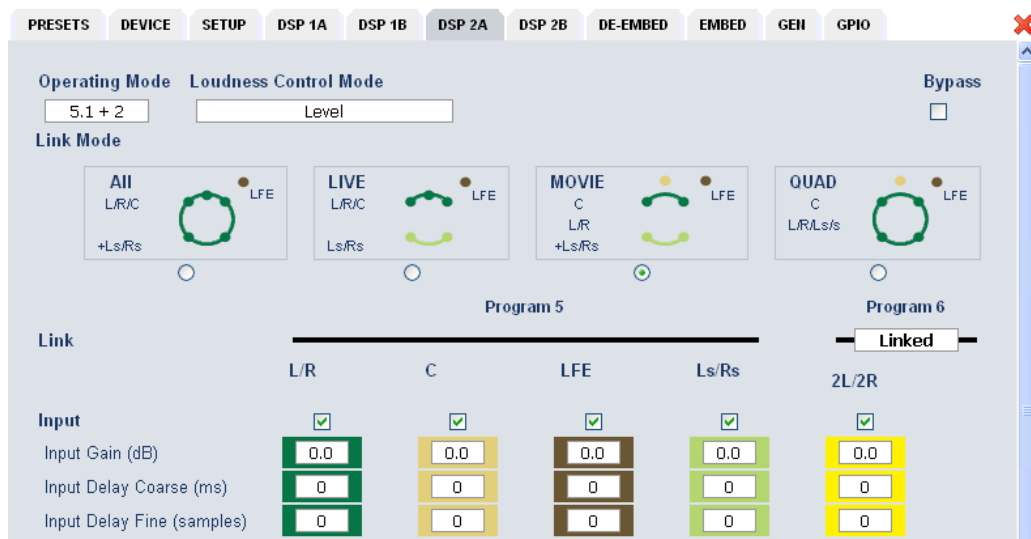 PRESETS DEVICE SETUP DSP 1A DSP 1B DSP 2A DSP 2B DE-EMBED EMBED GEN GPIO
Operating Mode Loudness Control Mode Bypass
5.1 + 2 Level
Link Mode
All LIVE MOVIE QUAD
L/R/C LFE L/R/C LFE C LFE C LFE
L/R L/R/Ls/s
+Ls/Rs Ls/Rs +Ls/Rs
Program 5 Program 6
Link Linked
L/R C LFE Ls/Rs 2L/2R
Input
Input Gain (dB) 0.0 0.0 0.0 0.0 0.0
Input Delay Coarse (ms) 0 0 0 0 0
Input Delay Fine (samples) 0 0 0 0 0